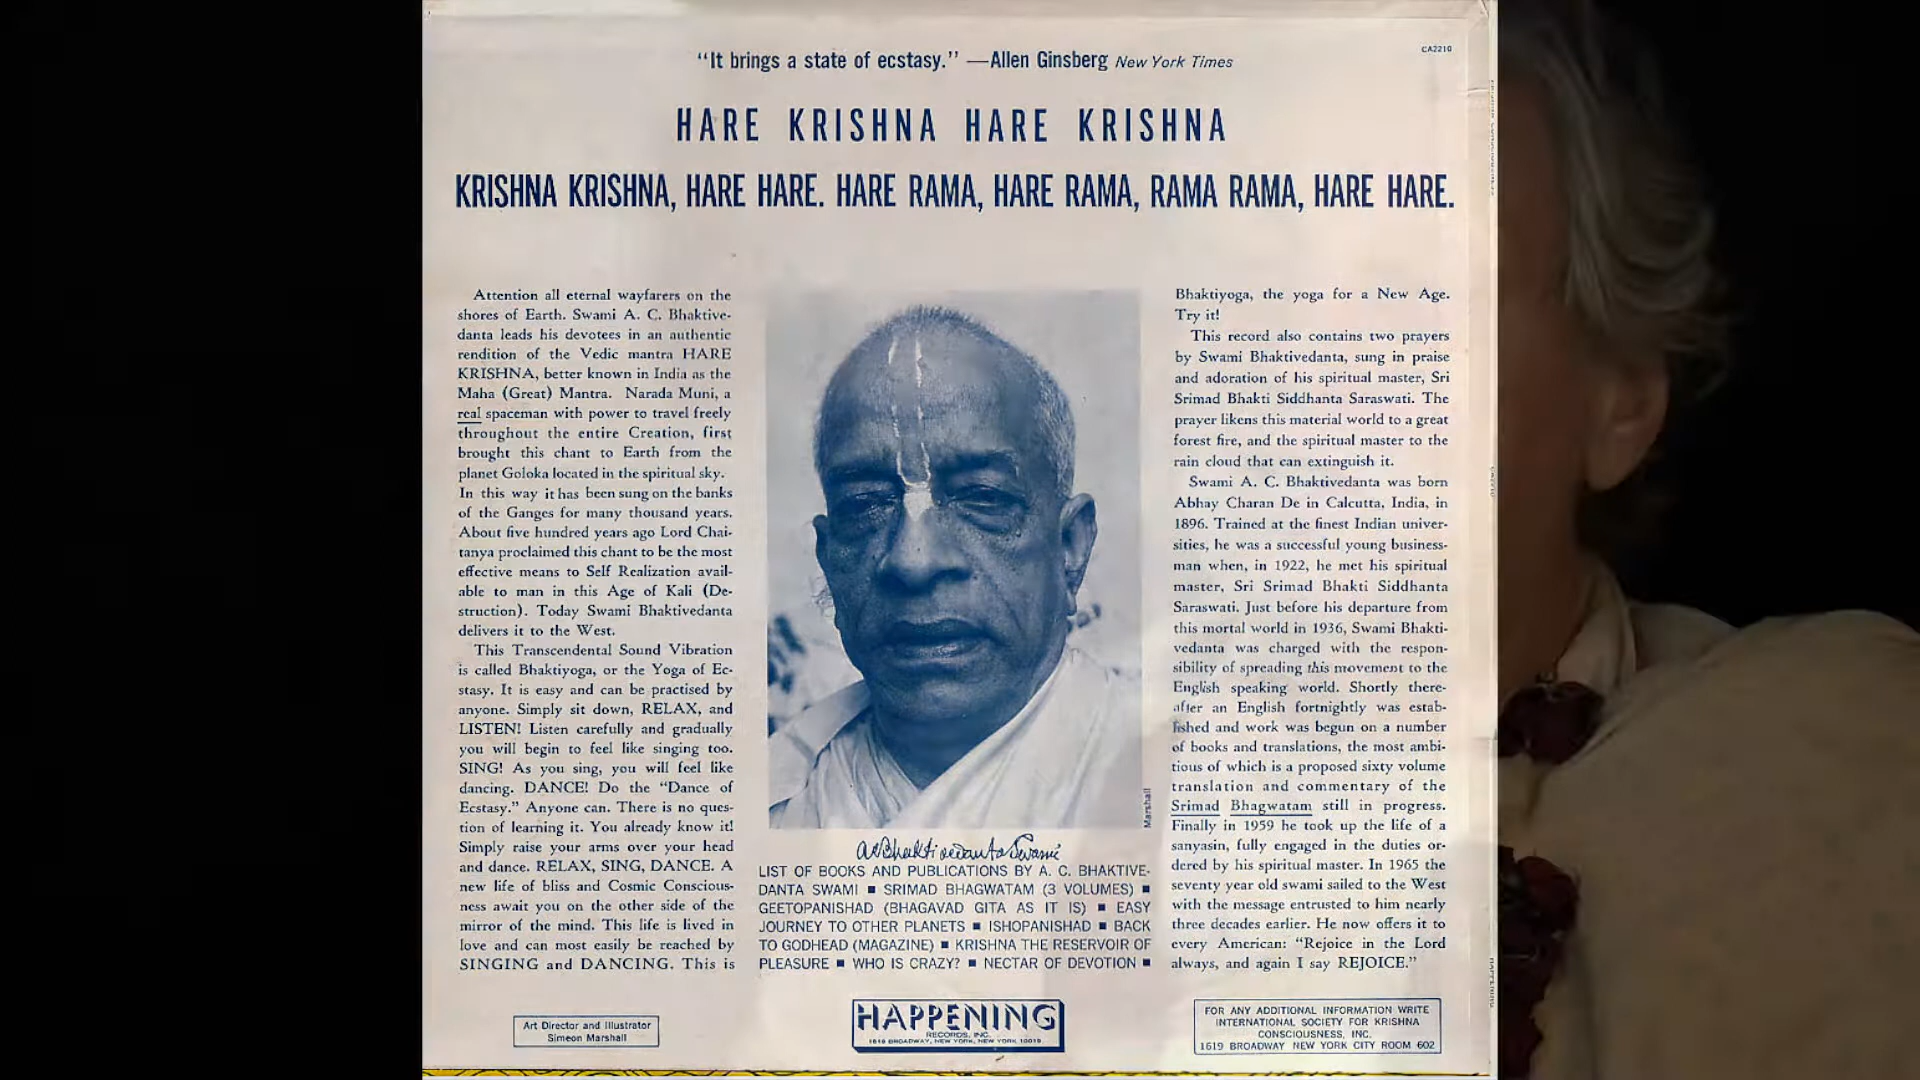 "It brings a state of ecstasy." —Allen Ginsberg New York Times
CA2210
HARE KRISHNA HARE KRISHNA
KRISHNA KRISHNA, HARE HARE. HARE RAMA, HARE RAMA, RAMA RAMA, HARE HARE.
Attention all eternal wayfarers on the
shores of Earth. Swami A. C. Bhaktive-
danta leads his devotees in an authentic
rendition of the Vedic mantra HARE
KRISHNA, better known in India as the
Maha (Great) Mantra. Narada Muni, a
real spaceman with power to travel freely
throughout the entire Creation, first
brought this chant to Earth from the
planet Goloka located in the spiritual sky.
In this way it has been sung on the banks
of the Ganges for many thousand years.
About five hundred years ago Lord Chai-
tanya proclaimed this chant to be the most
effective means to Self Realization avail-
able to man in this Age of Kali (De-
struction). Today Swami Bhaktivedanta
delivers it to the West.
This Transcendental Sound Vibration
is called Bhaktiyoga, or the Yoga of Ec-
stasy. It is easy and can be practised by
anyone. Simply sit down, RELAX, and
LISTEN! Listen carefully and gradually
you will begin to feel like singing too.
SING! As you sing, you will feel like
dancing. DANCE! Do the "Dance of
Ecstasy." Anyone can. There is no ques-
tion of learning it. You already know it!
Simply raise your arms over your head
and dance. RELAX, SING, DANCE. A
new life of bliss and Cosmic Conscious-
ness await you on the other side of the
mirror of the mind. This life is lived in
love and can most easily be reached by
SINGING and DANCING. This is
Marshall
A.C. Bhaktivedanta Swami
LIST OF BOOKS AND PUBLICATIONS BY A. C. BHAKTIVE-
DANTA SWAMI ■ SRIMAD BHAGWATAM (3 VOLUMES) ■
GEETOPANISHAD (BHAGAVAD GITA AS IT IS) ■ EASY
JOURNEY TO OTHER PLANETS ■ ISHOPANISHAD ■ BACK
TO GODHEAD (MAGAZINE) ■ KRISHNA THE RESERVOIR OF
PLEASURE ■ WHO IS CRAZY? ■ NECTAR OF DEVOTION ■
Bhaktiyoga, the yoga for a New Age.
Try it!
This record also contains two prayers
by Swami Bhaktivedanta, sung in praise
and adoration of his spiritual master, Sri
Srimad Bhakti Siddhanta Saraswati. The
prayer likens this material world to a great
forest fire, and the spiritual master to the
rain cloud that can extinguish it.
Swami A. C. Bhaktivedanta was born
Abhay Charan De in Calcutta, India, in
1896. Trained at the finest Indian univer-
sities, he was a successful young business-
man when, in 1922, he met his spiritual
master, Sri Srimad Bhakti Siddhanta
Saraswati. Just before his departure from
this mortal world in 1936, Swami Bhakti-
vedanta was charged with the respon-
sibility of spreading this movement to the
English speaking world. Shortly there-
after an English fortnightly was estab-
lished and work was begun on a number
of books and translations, the most ambi-
tious of which is a proposed sixty volume
translation and commentary of the
Srimad Bhagwatam still in progress.
Finally in 1959 he took up the life of a
sanyasin, fully engaged in the duties or-
dered by his spiritual master. In 1965 the
seventy year old swami sailed to the West
with the message entrusted to him nearly
three decades earlier. He now offers it to
every American: "Rejoice in the Lord
always, and again I say REJOICE."
Art Director and Illustrator
Simeon Marshall
HAPPENING
RECORDS, INC.
1619 BROADWAY, NEW YORK, NEW YORK 10019
FOR ANY ADDITIONAL INFORMATION WRITE
INTERNATIONAL SOCIETY FOR KRISHNA
CONSCIOUSNESS, INC.
1619 BROADWAY NEW YORK CITY ROOM 602